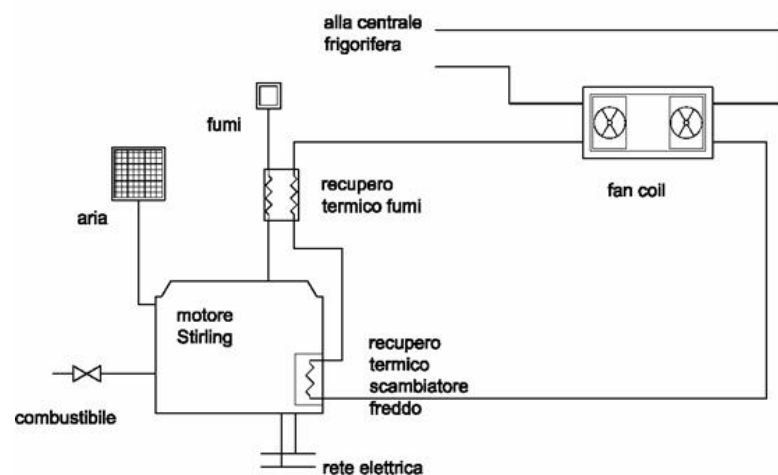 alla centrale
frigorifera
fumi
recupero
termico fumi
fan coil
aria
motore
Stirling
recupero
termico
scambiatore
freddo
combustibile
rete elettrica